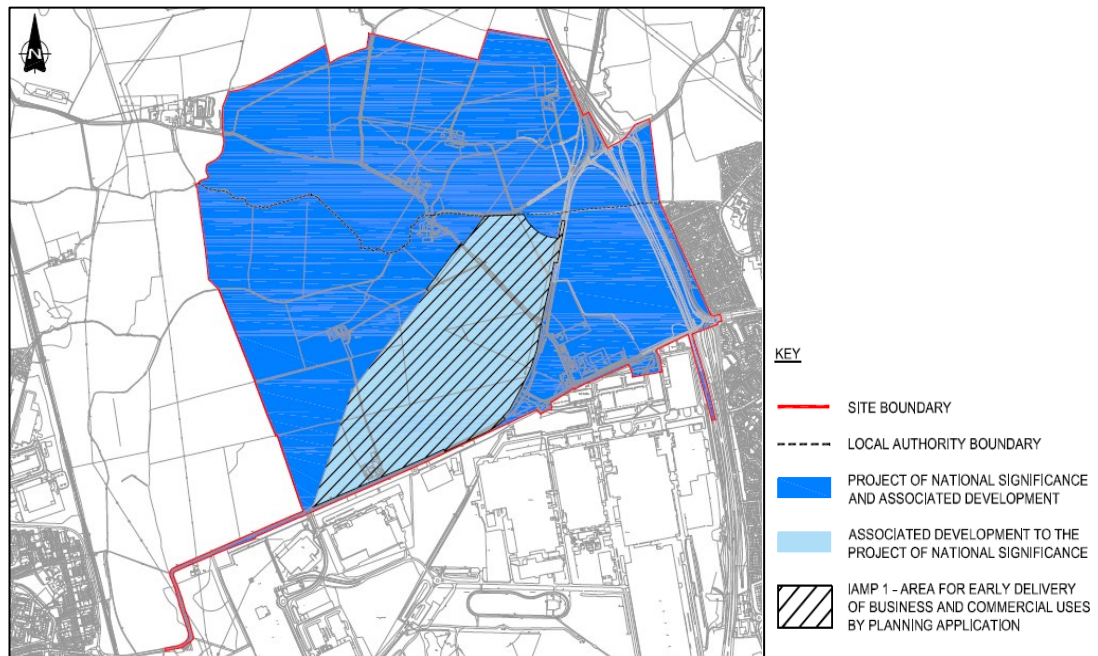 N
KEY
SITE BOUNDARY
LOCAL AUTHORITY BOUNDARY
PROJECT OF NATIONAL SIGNIFICANCE
AND ASSOCIATED DEVELOPMENT
ASSOCIATED DEVELOPMENT TO THE
PROJECT OF NATIONAL SIGNIFICANCE
IAMP 1 - AREA FOR EARLY DELIVERY
OF BUSINESS AND COMMERCIAL USES
BY PLANNING APPLICATION